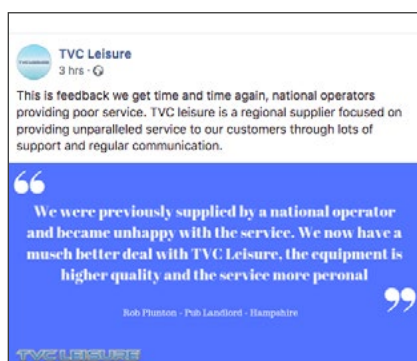 TVC Leisure
3 hrs ·
This is feedback we get time and time again, national operators
providing poor service. TVC leisure is a regional supplier focused on
providing unparalleled service to our customers through lots of
support and regular communication.
“
We were previously supplied by a national operator
and became unhappy with the service. We now have a
musch better deal with TVC Leisure, the equipment is
higher quality and the service more peronal
”
Rob Plunton - Pub Landlord - Hampshire
TVC LEISURE